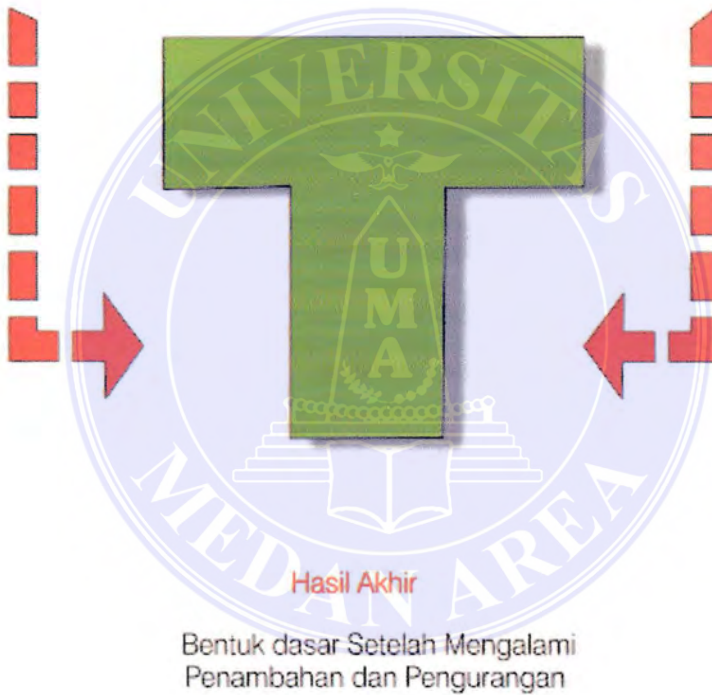 UNIVERSITAS
UMA
MEDAN AREA
Hasil Akhir
Bentuk dasar Setelah Mengalami
Penambahan dan Pengurangan